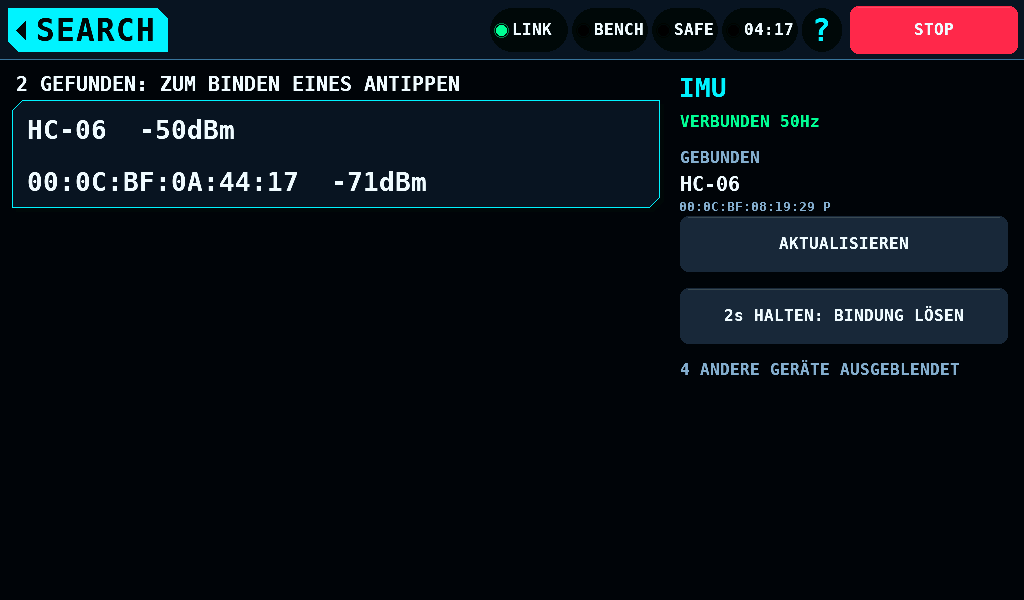 SEARCH
LINK
BENCH
SAFE
04:17
?
STOP
2 GEFUNDEN: ZUM BINDEN EINES ANTIPPEN
HC-06 -50dBm
00:0C:BF:0A:44:17 -71dBm
IMU
VERBUNDEN 50Hz
GEBUNDEN
HC-06
00:0C:BF:08:19:29 P
AKTUALISIEREN
2s HALTEN: BINDUNG LÖSEN
4 ANDERE GERÄTE AUSGEBLENDET